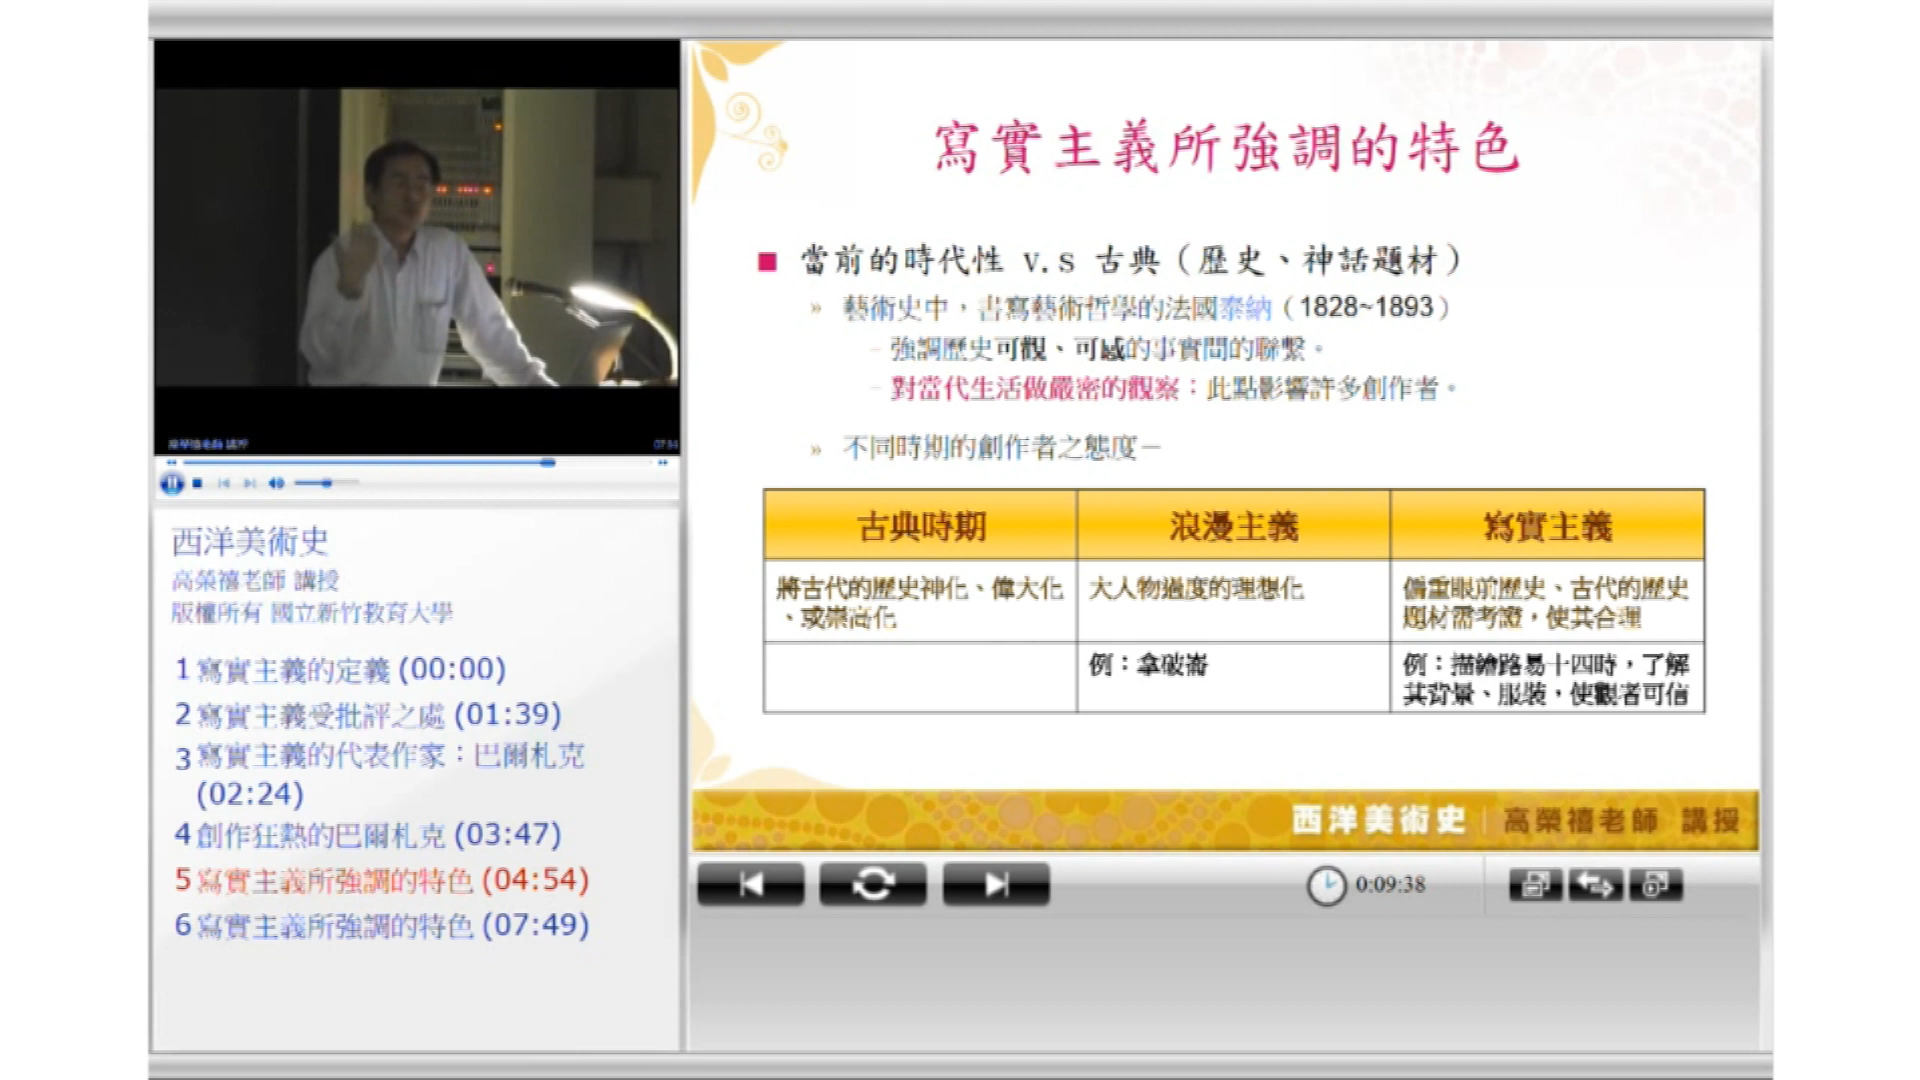 寫實主義所強調的特色
當前的時代性 v.s 古典（歷史、神話題材）
» 藝術史中，書寫藝術哲學的法國泰納（1828~1893）
– 強調歷史可觀、可感的事實間的聯繫。
– 對當代生活做嚴密的觀察：此點影響許多創作者。
» 不同時期的創作者之態度－
古典時期 浪漫主義 寫實主義
將古代的歷史神化、偉大化
、或崇高化
大人物過度的理想化
偏重眼前歷史、古代的歷史
題材需考證，使其合理
例：拿破崙
例：描繪路易十四時，了解
其背景、服裝，使觀者可信
西洋美術史 | 高榮禧老師 講授
0:09:38
07:34
西洋美術史
高榮禧老師 講授
版權所有 國立新竹教育大學
1 寫實主義的定義 (00:00)
2 寫實主義受批評之處 (01:39)
3 寫實主義的代表作家：巴爾札克
(02:24)
4 創作狂熱的巴爾札克 (03:47)
5 寫實主義所強調的特色 (04:54)
6 寫實主義所強調的特色 (07:49)